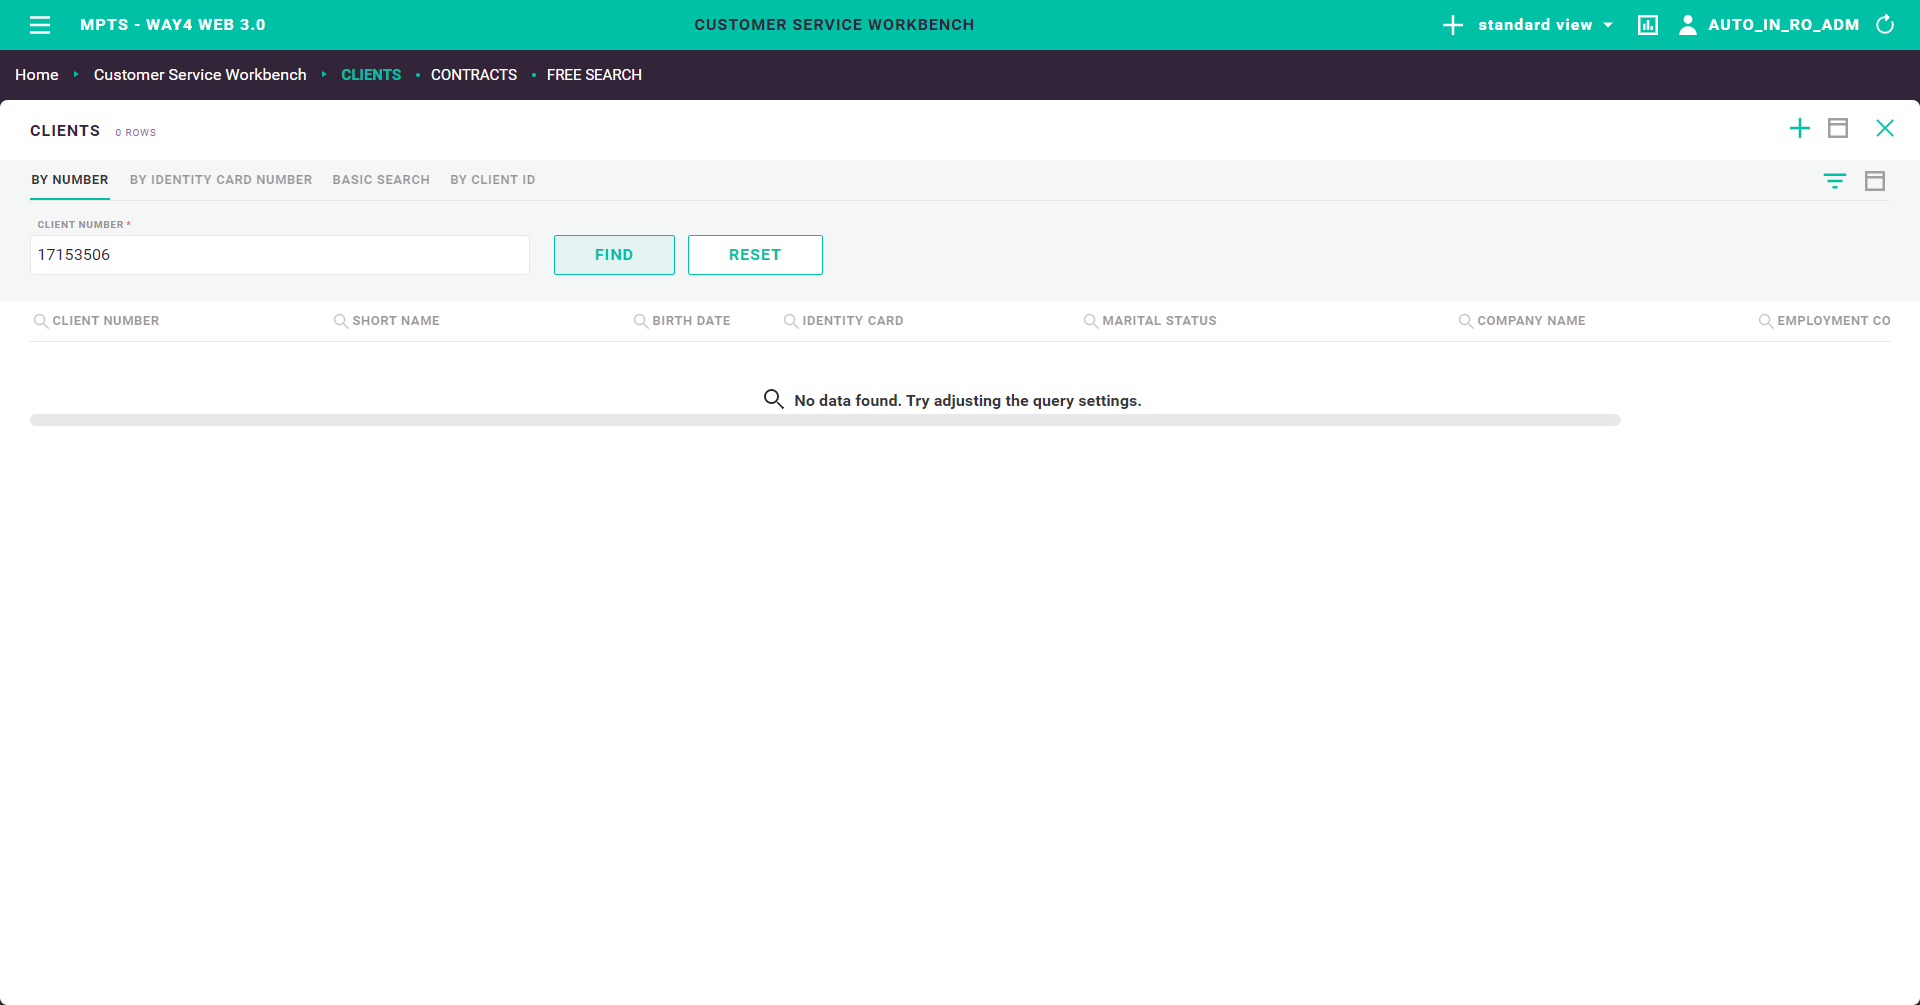 MPTS - WAY4 WEB 3.0
CUSTOMER SERVICE WORKBENCH
standard view
AUTO_IN_RO_ADM
Home
Customer Service Workbench
CLIENTS
CONTRACTS
FREE SEARCH
CLIENTS
0 ROWS
BY NUMBER
BY IDENTITY CARD NUMBER
BASIC SEARCH
BY CLIENT ID
CLIENT NUMBER *
17153506
FIND
RESET
CLIENT NUMBER
SHORT NAME
BIRTH DATE
IDENTITY CARD
MARITAL STATUS
COMPANY NAME
EMPLOYMENT CO
No data found. Try adjusting the query settings.